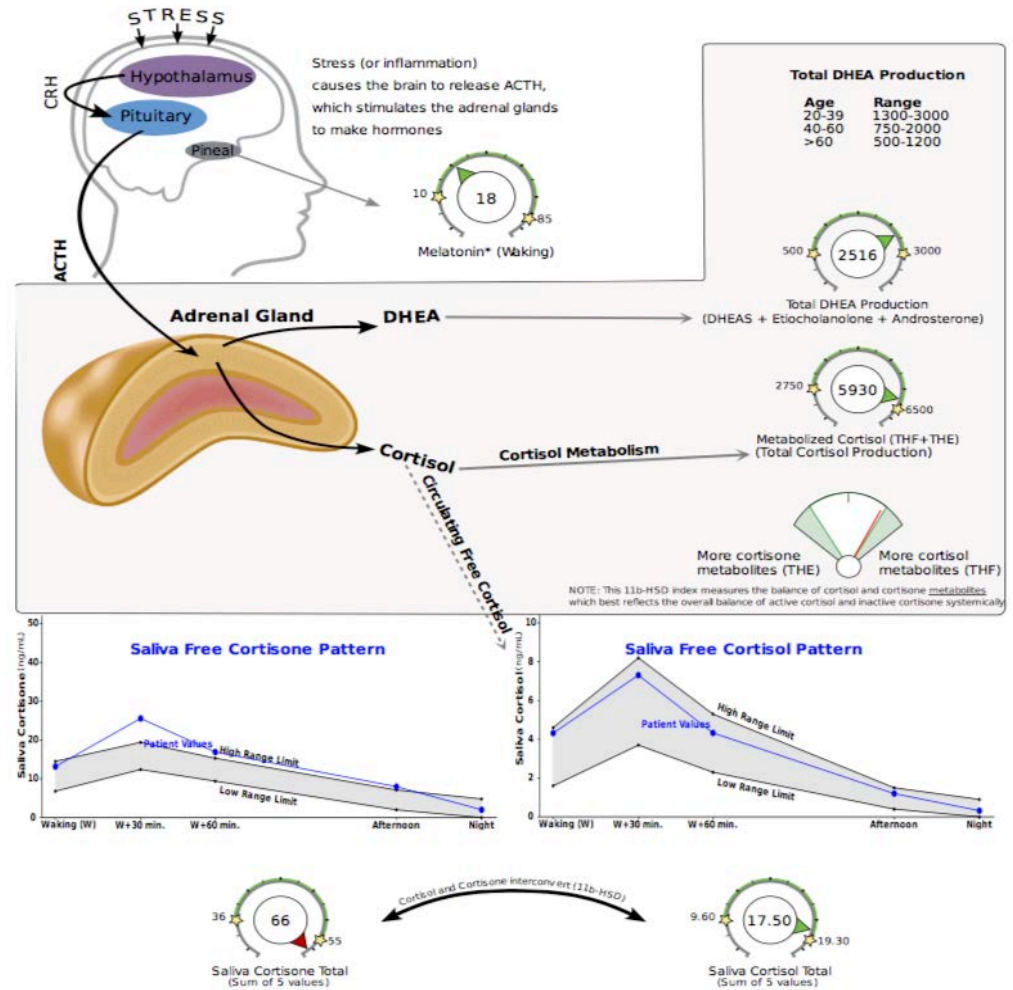 STRESS
Hypothalamus
CRH
Pituitary
Pineal
ACTH
Stress (or inflammation)
causes the brain to release ACTH,
which stimulates the adrenal glands
to make hormones
10
18
85
Melatonin* (Waking)
Total DHEA Production
Age Range
20-39 1300-3000
40-60 750-2000
>60 500-1200
500
2516
3000
Total DHEA Production
(DHEAS + Etiocholanolone + Androsterone)
Adrenal Gland
DHEA
2750
5930
6500
Metabolized Cortisol (THF+THE)
(Total Cortisol Production)
Cortisol
Cortisol Metabolism
Circulating Free Cortisol
More cortisone
metabolites (THE)
More cortisol
metabolites (THF)
NOTE: This 11b-HSD index measures the balance of cortisol and cortisone metabolites
which best reflects the overall balance of active cortisol and inactive cortisone systemically
Saliva Free Cortisone Pattern
Saliva Cortisone (ng/mL)
50
40
30
20
10
0
Patient Values
High Range Limit
Low Range Limit
Waking (W) W+30 min. W+60 min. Afternoon Night
Saliva Free Cortisol Pattern
Saliva Cortisol (ng/mL)
10
8
6
4
2
0
Patient Values
High Range Limit
Low Range Limit
Waking (W) W+30 min. W+60 min. Afternoon Night
Cortisol and Cortisone interconvert (11b-HSD)
36
66
55
Saliva Cortisone Total
(Sum of 5 values)
9.60
17.50
19.30
Saliva Cortisol Total
(Sum of 5 values)